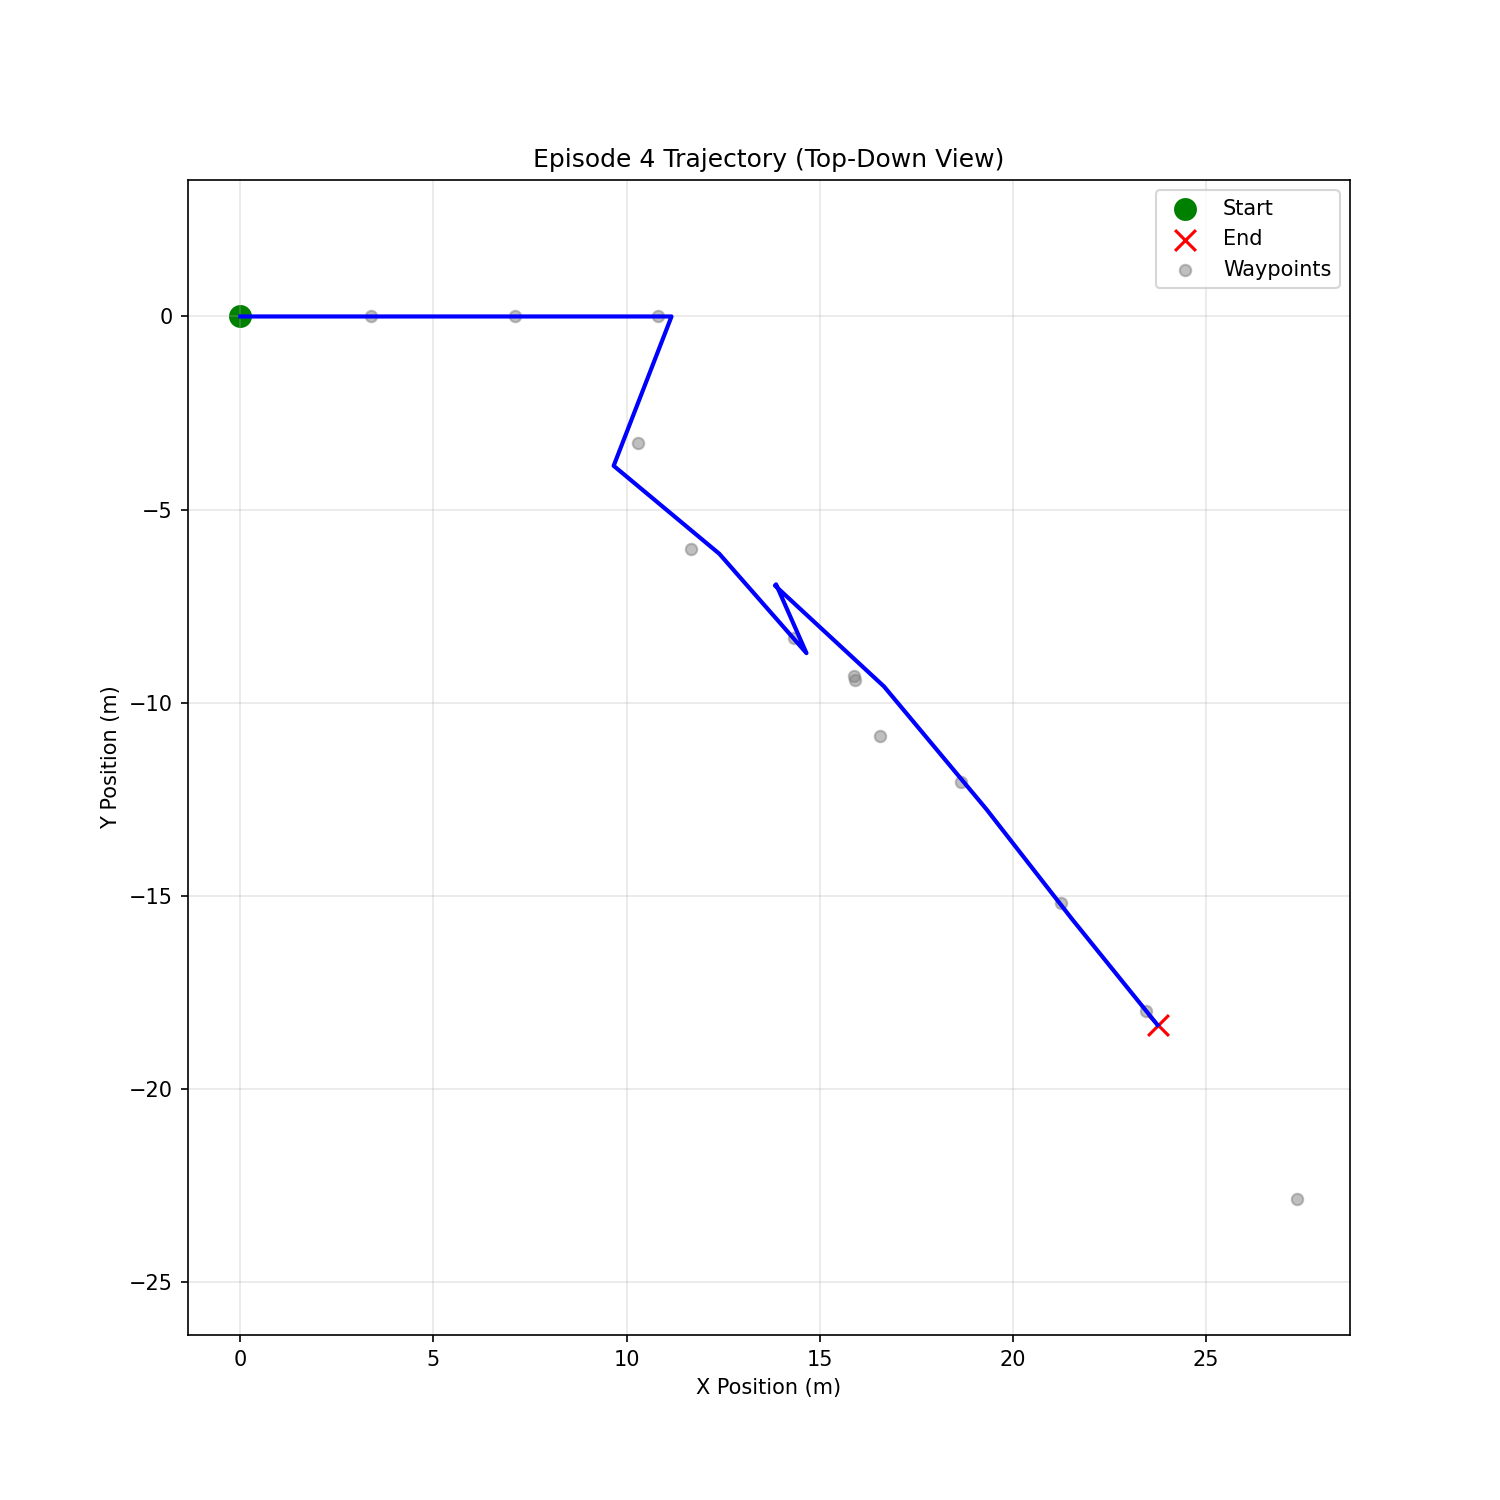 Episode 4 Trajectory (Top-Down View)
Start
End
Waypoints
0
−5
−10
−15
−20
−25
Y Position (m)
0 5 10 15 20 25
X Position (m)